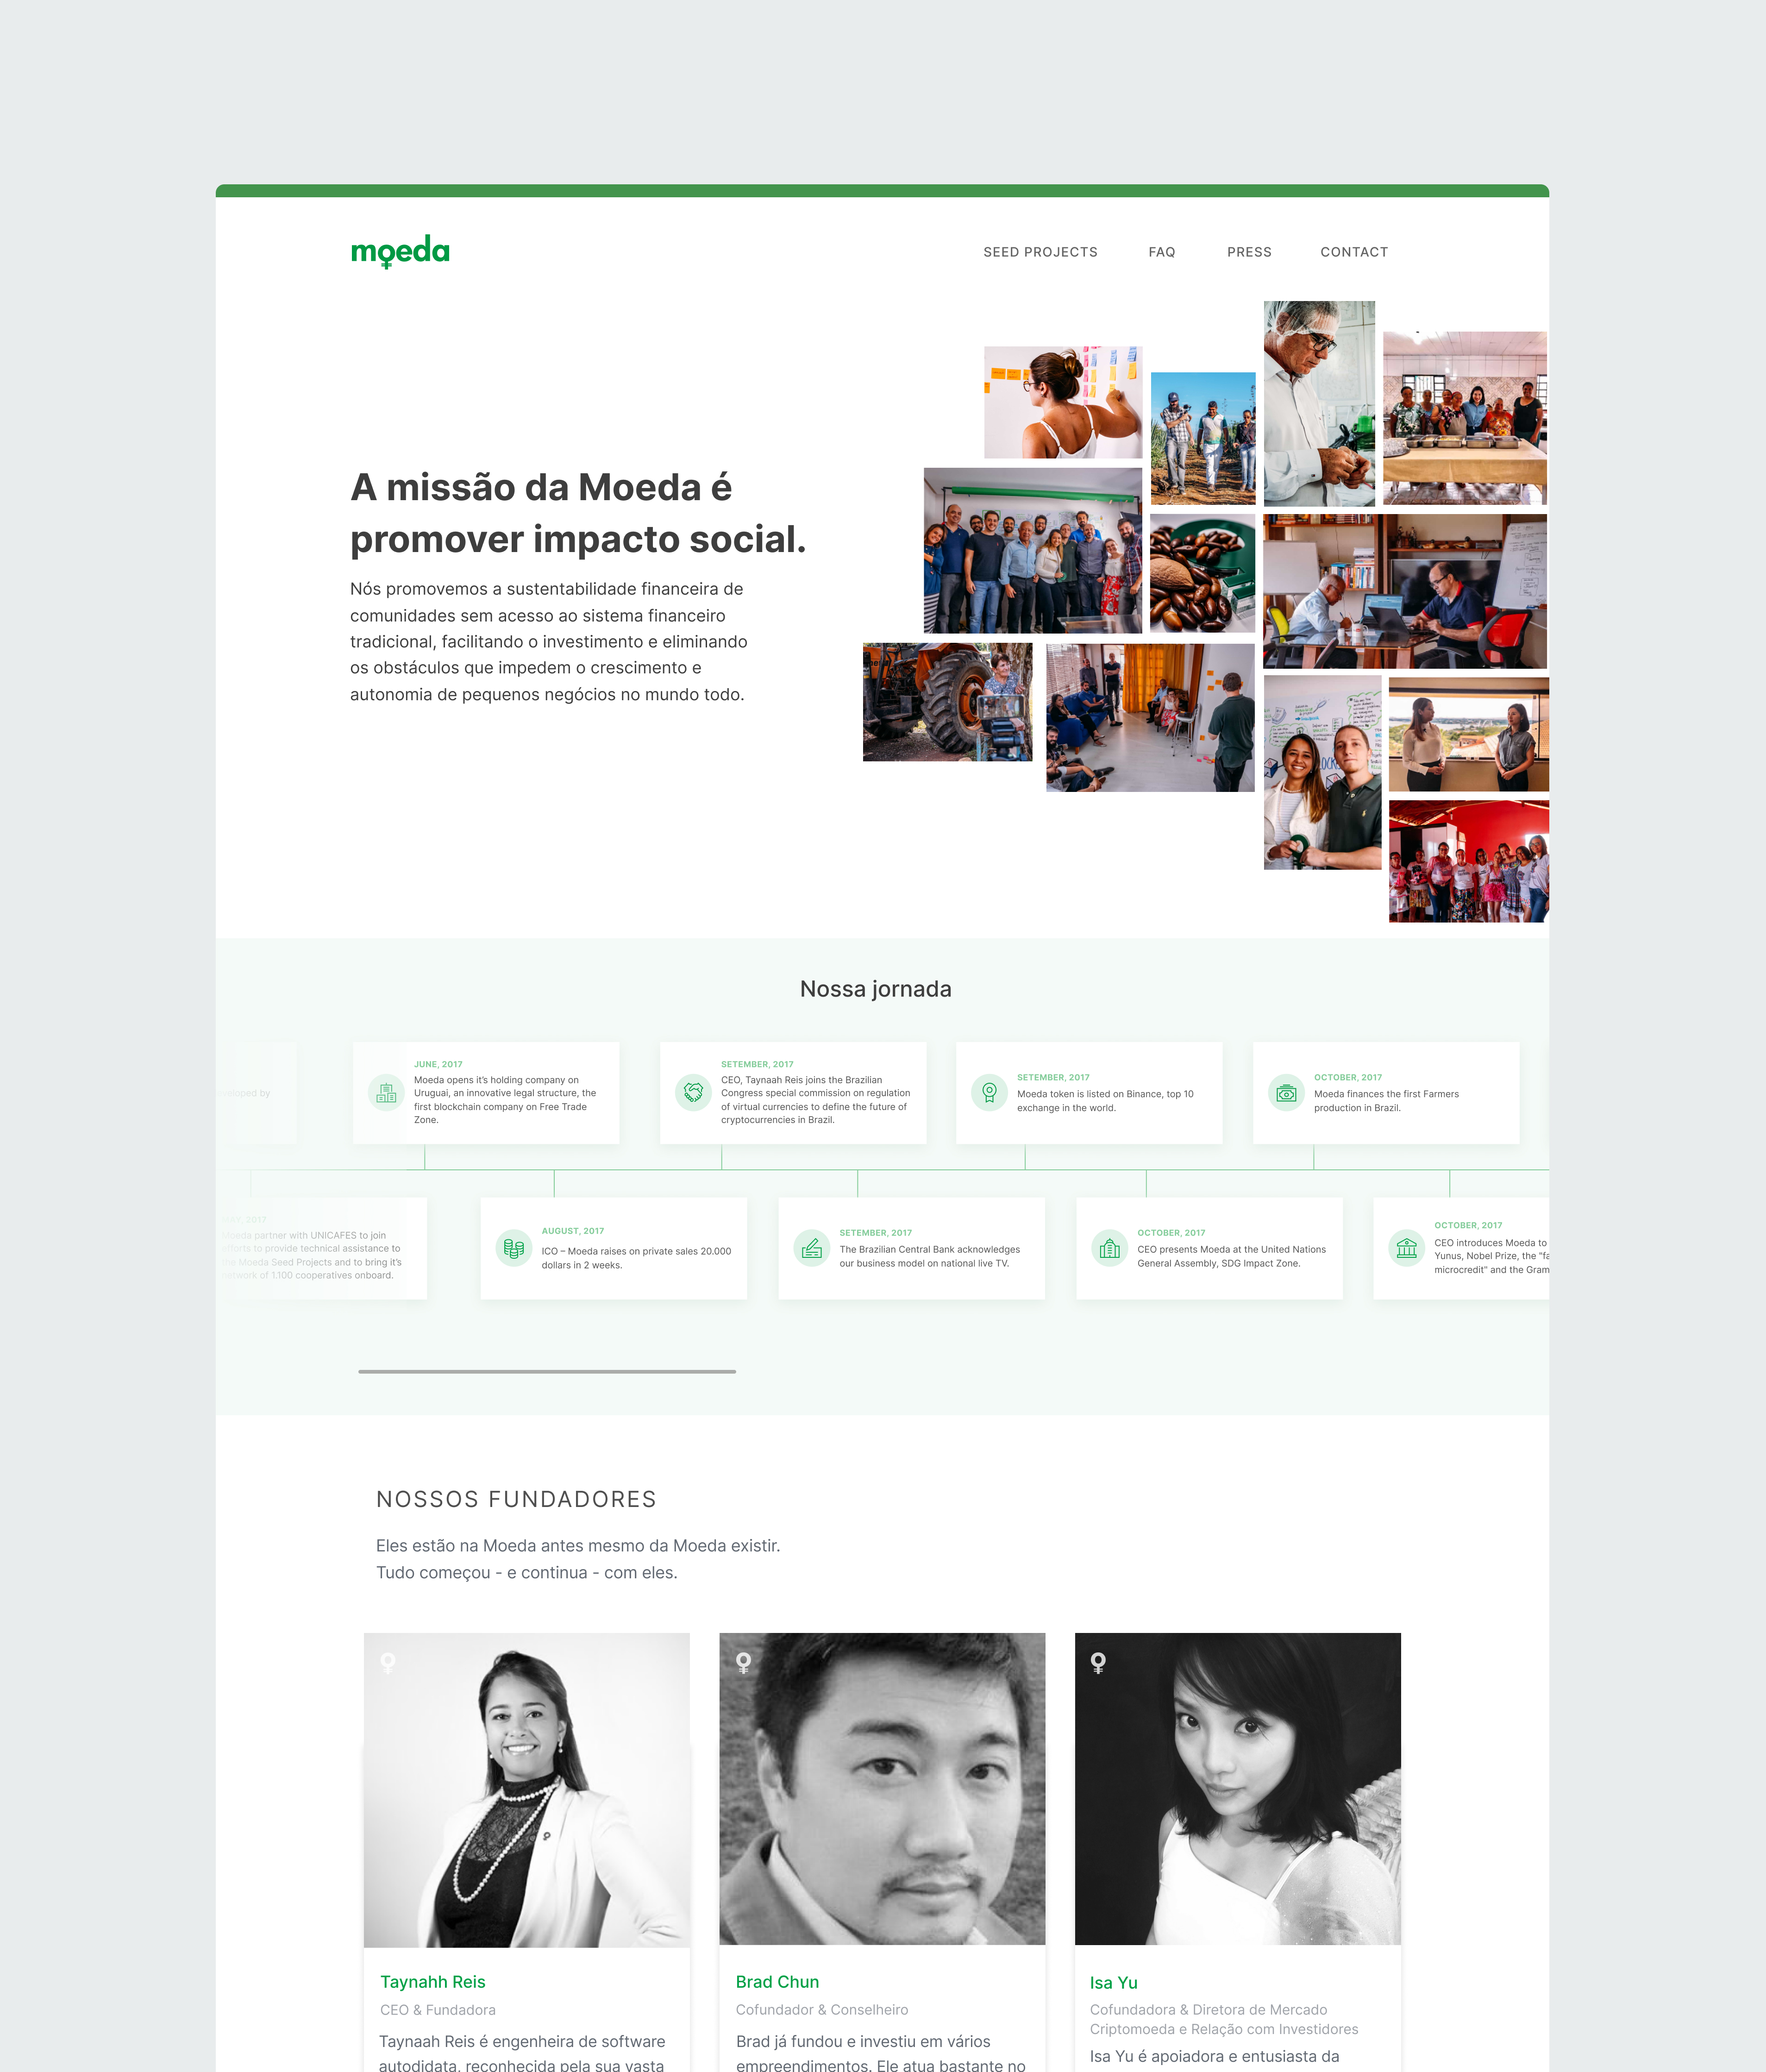 moeda
SEED PROJECTS
FAQ
PRESS
CONTACT
A missão da Moeda é
promover impacto social.
Nós promovemos a sustentabilidade financeira de
comunidades sem acesso ao sistema financeiro
tradicional, facilitando o investimento e eliminando
os obstáculos que impedem o crescimento e
autonomia de pequenos negócios no mundo todo.
Nossa jornada
by
JUNE, 2017
Moeda opens it's holding company on
Uruguai, an innovative legal structure, the
first blockchain company on Free Trade
Zone.
SETEMBER, 2017
CEO, Taynaah Reis joins the Brazilian
Congress special commission on regulation
of virtual currencies to define the future of
cryptocurrencies in Brazil.
SETEMBER, 2017
Moeda token is listed on Binance, top 10
exchange in the world.
OCTOBER, 2017
Moeda finances the first Farmers
production in Brazil.
2017
Moeda partner with UNICAFES to join
efforts to provide technical assistance to
the Moeda Seed Projects and to bring it's
network of 1.100 cooperatives onboard.
AUGUST, 2017
ICO – Moeda raises on private sales 20.000
dollars in 2 weeks.
SETEMBER, 2017
The Brazilian Central Bank acknowledges
our business model on national live TV.
OCTOBER, 2017
CEO presents Moeda at the United Nations
General Assembly, SDG Impact Zone.
OCTOBER, 2017
CEO introduces Moeda to
Yunus, Nobel Prize, the "fa
microcredit" and the Gram
NOSSOS FUNDADORES
Eles estão na Moeda antes mesmo da Moeda existir.
Tudo começou - e continua - com eles.
Taynahh Reis
CEO & Fundadora
Taynaah Reis é engenheira de software
autodidata, reconhecida pela sua vasta
Brad Chun
Cofundador & Conselheiro
Brad já fundou e investiu em vários
empreendimentos. Ele atua bastante no
Isa Yu
Cofundadora & Diretora de Mercado
Criptomoeda e Relação com Investidores
Isa Yu é apoiadora e entusiasta da